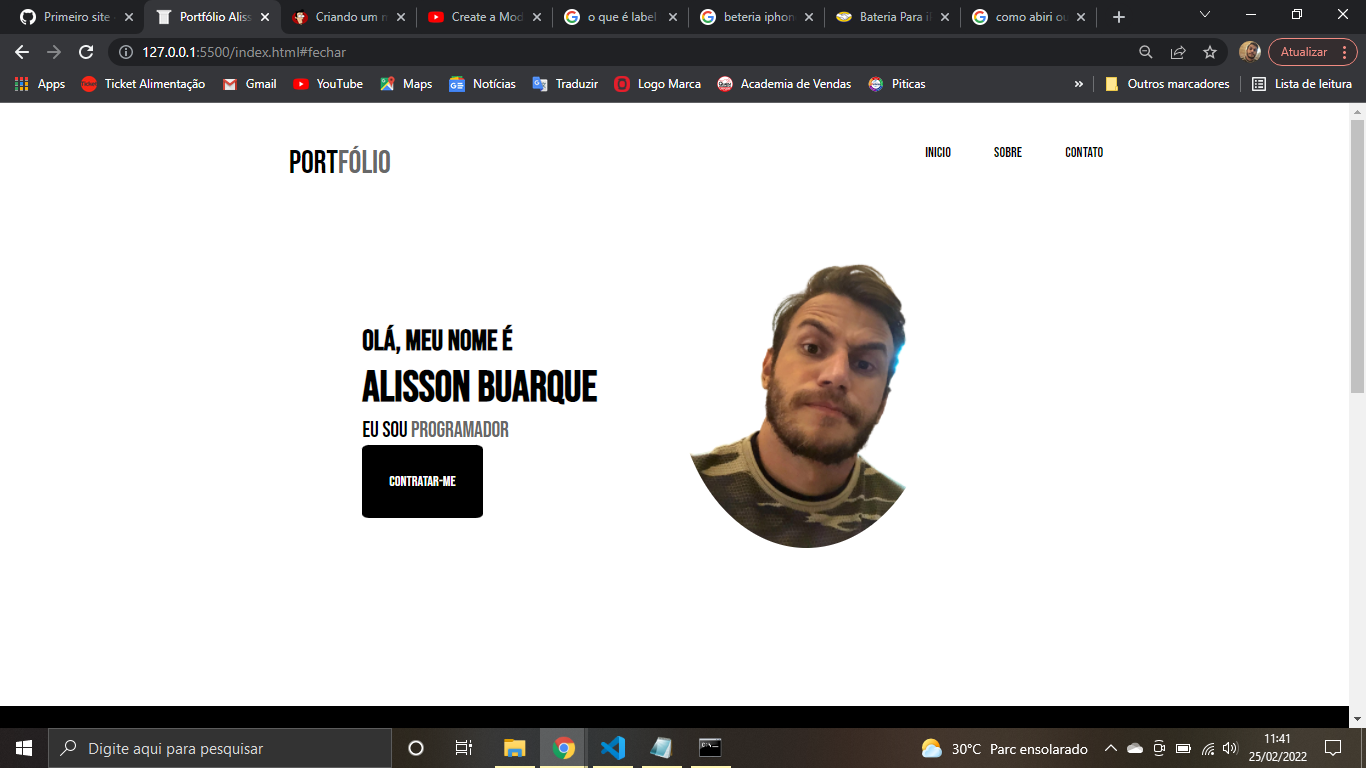 Primeiro site
Portfólio Aliss
Criando um m
Create a Mod
o que é label
beteria iphon
Bateria Para iP
como abiri ou
127.0.0.1:5500/index.html#fechar
Atualizar
Apps
Ticket Alimentação
Gmail
YouTube
Maps
Notícias
Traduzir
Logo Marca
Academia de Vendas
Piticas
»
Outros marcadores
Lista de leitura
PORTFÓLIO
INICIO
SOBRE
CONTATO
OLÁ, MEU NOME É
ALISSON BUARQUE
EU SOU PROGRAMADOR
CONTRATAR-ME
Digite aqui para pesquisar
30°C Parc ensolarado
11:41
25/02/2022